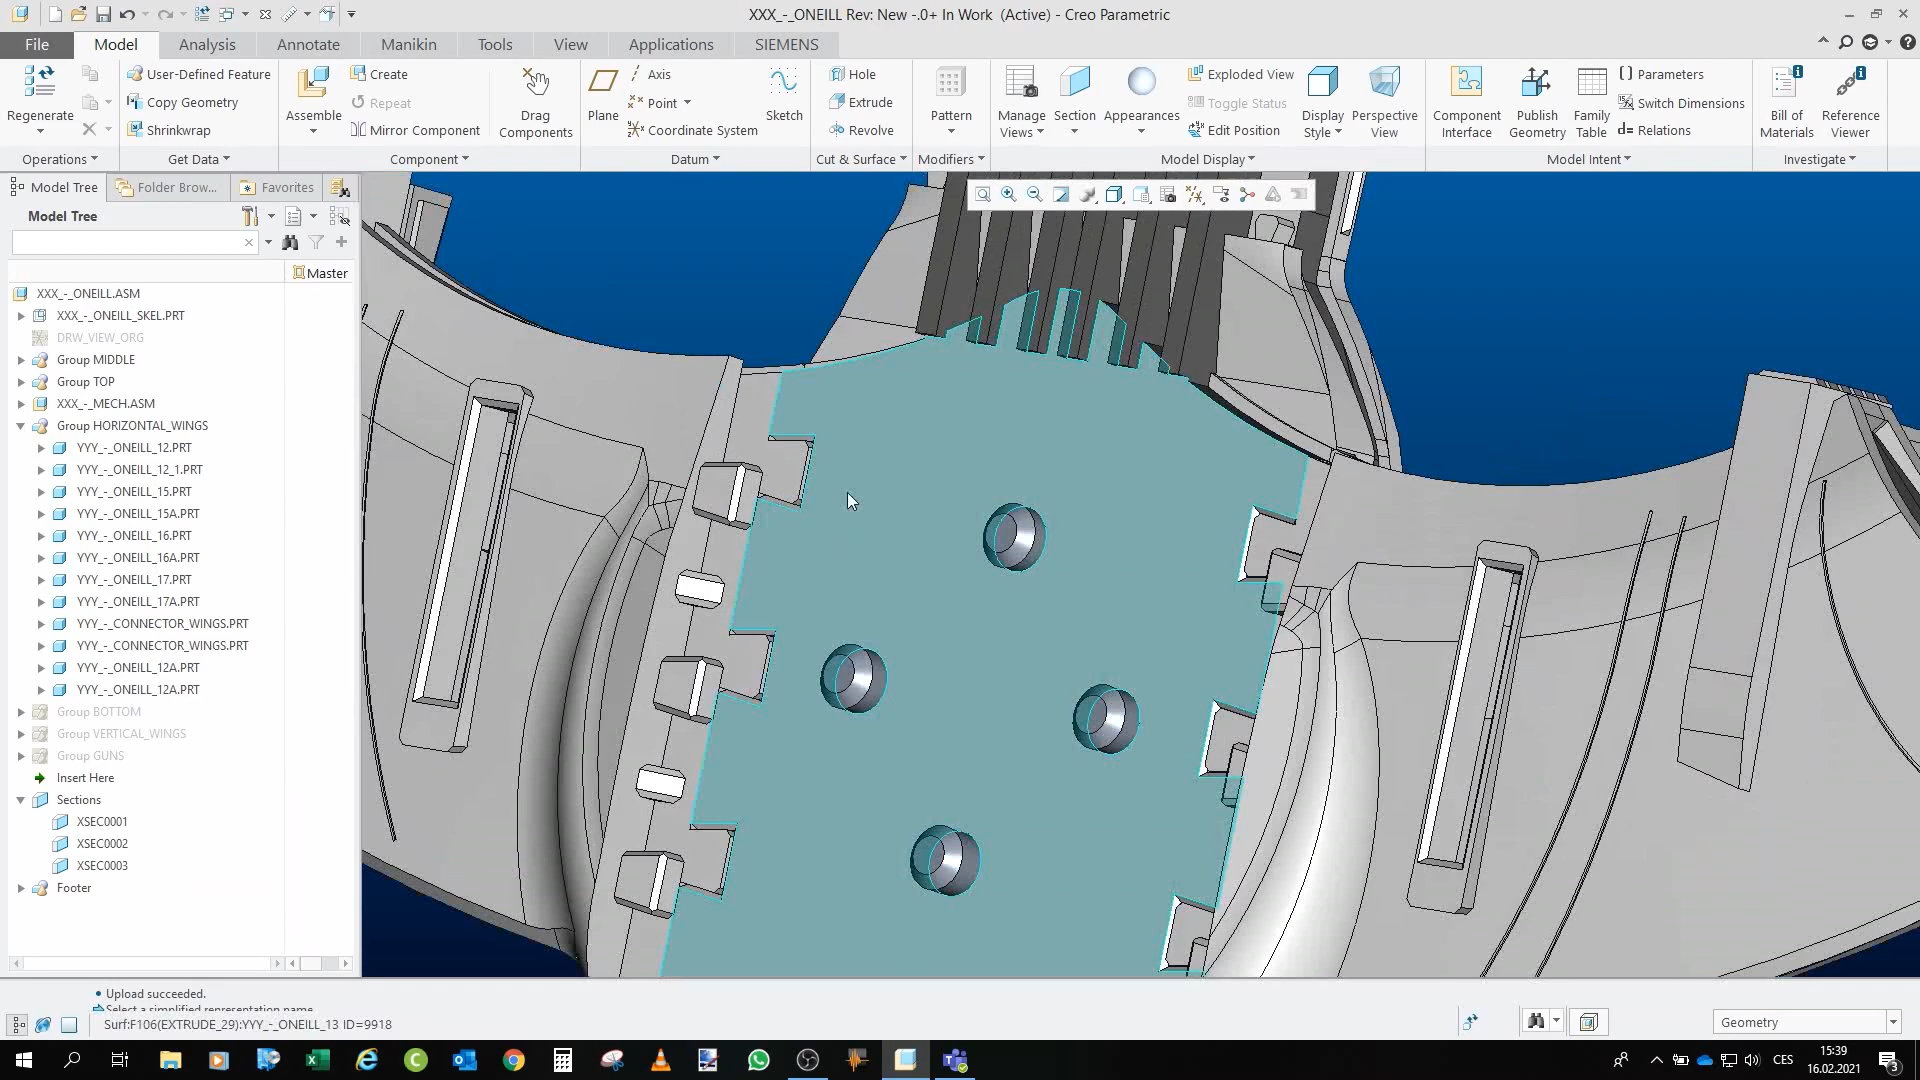 XXX_-_ONEILL Rev: New -.0+ In Work (Active) - Creo Parametric
File
Model
Analysis
Annotate
Manikin
Tools
View
Applications
SIEMENS
Regenerate
User-Defined Feature
Copy Geometry
Shrinkwrap
Assemble
Create
Repeat
Mirror Component
Drag
Components
Plane
Axis
Point
Coordinate System
Sketch
Hole
Extrude
Revolve
Pattern
Manage
Views
Section
Appearances
Exploded View
Toggle Status
Edit Position
Display
Style
Perspective
View
Component
Interface
Publish
Geometry
Family
Table
Parameters
Switch Dimensions
d= Relations
Bill of
Materials
Reference
Viewer
Operations
Get Data
Component
Datum
Cut & Surface
Modifiers
Model Display
Model Intent
Investigate
Model Tree
Folder Brow...
Favorites
Model Tree
Master
XXX_-_ONEILL.ASM
XXX_-_ONEILL_SKEL.PRT
DRW_VIEW_ORG
Group MIDDLE
Group TOP
XXX_-_MECH.ASM
Group HORIZONTAL_WINGS
YYY_-_ONEILL_12.PRT
YYY_-_ONEILL_12_1.PRT
YYY_-_ONEILL_15.PRT
YYY_-_ONEILL_15A.PRT
YYY_-_ONEILL_16.PRT
YYY_-_ONEILL_16A.PRT
YYY_-_ONEILL_17.PRT
YYY_-_ONEILL_17A.PRT
YYY_-_CONNECTOR_WINGS.PRT
YYY_-_CONNECTOR_WINGS.PRT
YYY_-_ONEILL_12A.PRT
YYY_-_ONEILL_12A.PRT
Group BOTTOM
Group VERTICAL_WINGS
Group GUNS
Insert Here
Sections
XSEC0001
XSEC0002
XSEC0003
Footer
• Upload succeeded.
Select a simplified representation name
Surf:F106(EXTRUDE_29):YYY_-_ONEILL_13 ID=9918
Geometry
CES
15:39
16.02.2021
3